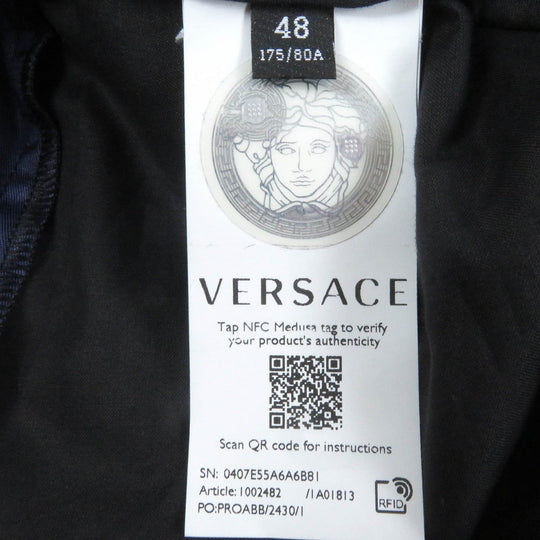 48
175/80A
VERSACE
Tap NFC Medusa tag to verify
your product's authenticity
Scan QR code for instructions
SN: 0407E55A6A6B81
Article: 1002482 /1A01813
PO:PROABB/2430/1
RFID